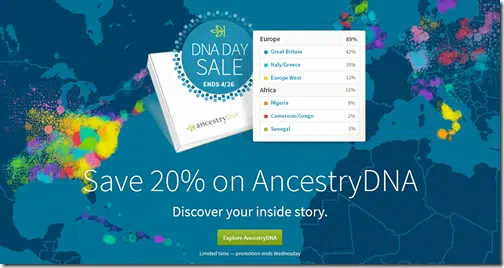 DNA DAY
SALE
ENDS 4/26
ancestrydna
Europe 89%
Great Britain 42%
Italy/Greece 35%
Europe West 12%
Africa 11%
Nigeria 8%
Cameroon/Congo 2%
Senegal 1%
Save 20% on AncestryDNA
Discover your inside story.
Explore AncestryDNA
Limited time — promotion ends Wednesday